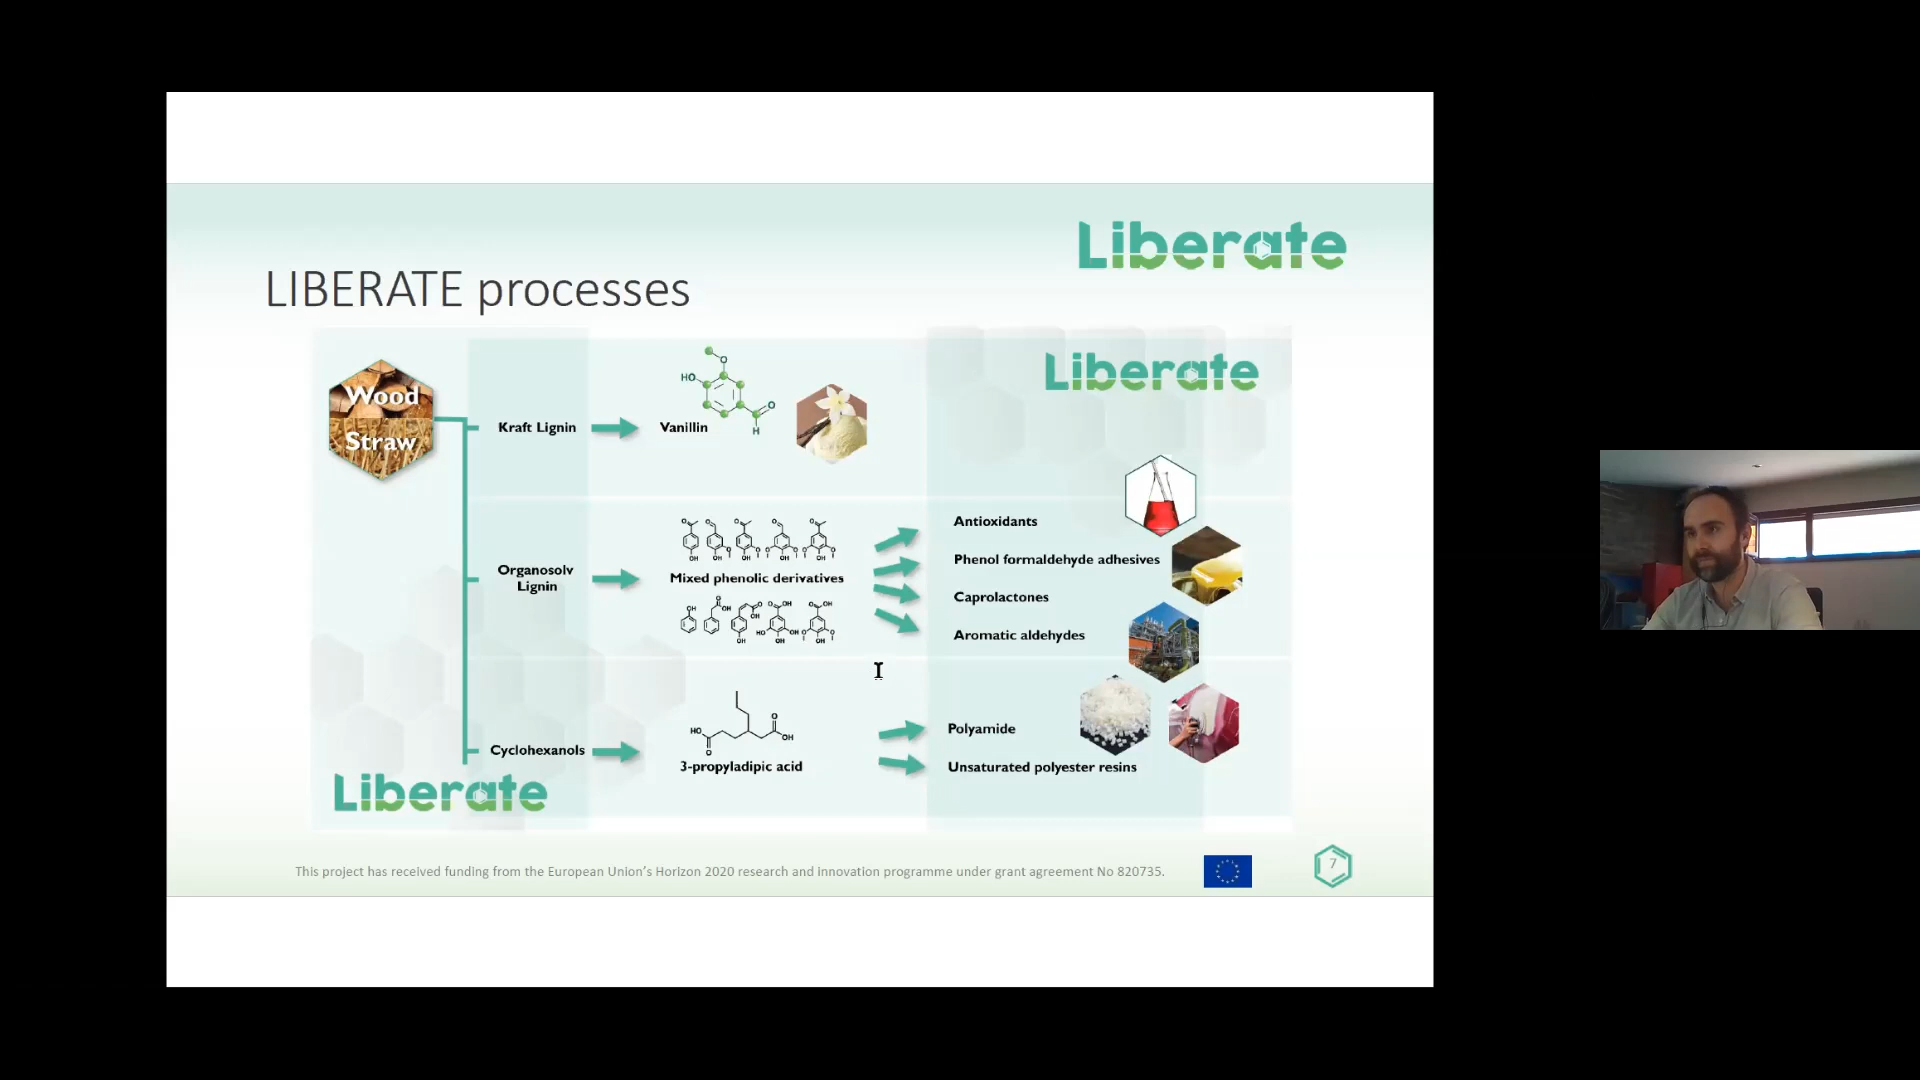 Liberate
LIBERATE processes
Liberate
Wood
Straw
Kraft Lignin
HO
O
O
H
Vanillin
Organosolv
Lignin
Mixed phenolic derivatives
Antioxidants
Phenol formaldehyde adhesives
Caprolactones
Aromatic aldehydes
Cyclohexanols
HO
O
O
OH
3-propyladipic acid
Polyamide
Unsaturated polyester resins
Liberate
This project has received funding from the European Union's Horizon 2020 research and innovation programme under grant agreement No 820735.
7